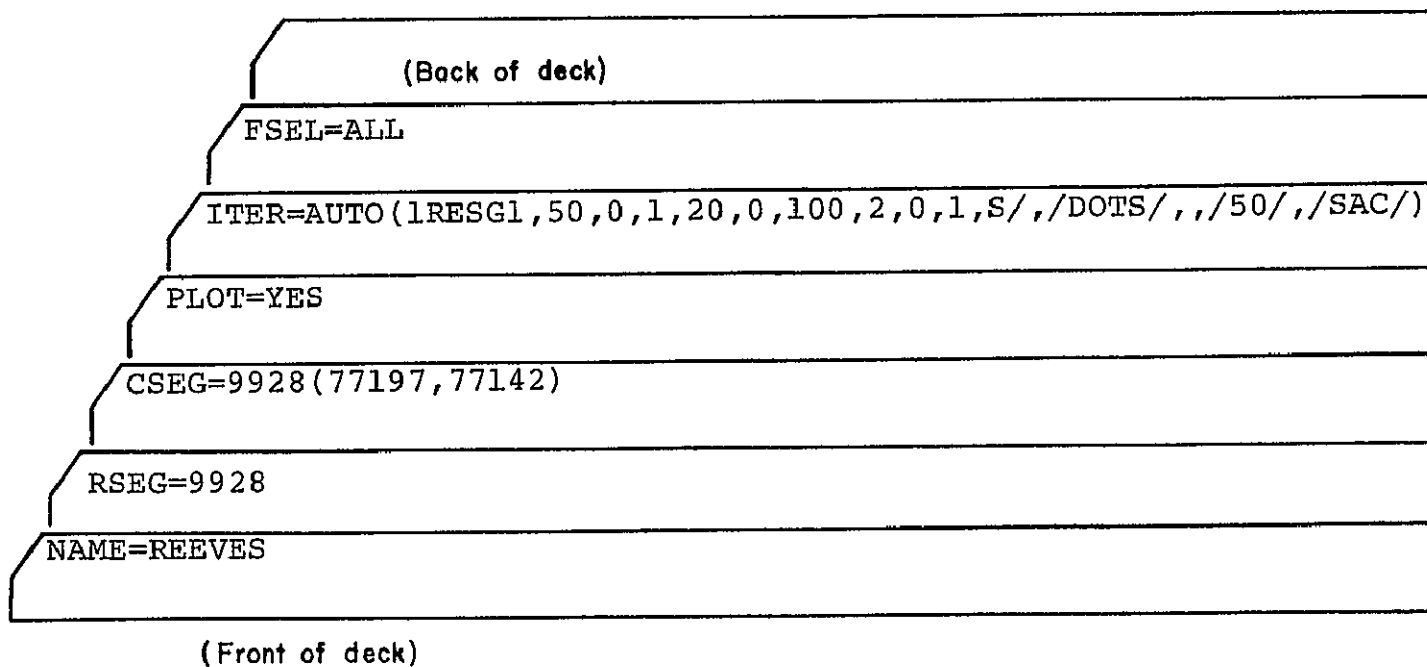 (Back of deck)
FSEL=ALL
ITER=AUTO(1RESG1,50,0,1,20,0,100,2,0,1,S/,/DOTS/,,/50/,/SAC/)
PLOT=YES
CSEG=9928(77197,77142)
RSEG=9928
NAME=REEVES
(Front of deck)